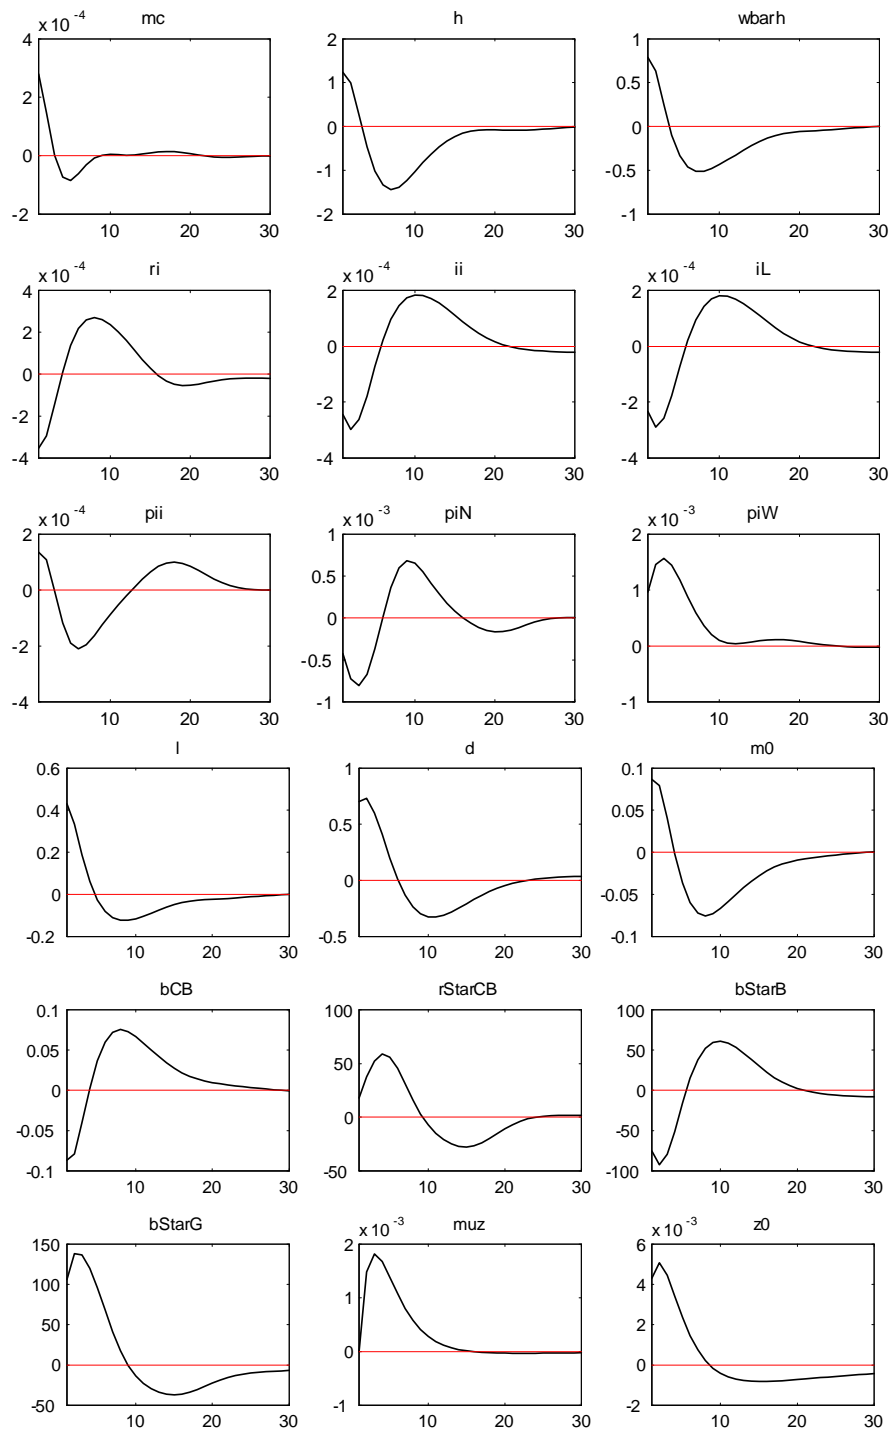 mc h wbarh
x 10 -4
4 2 1
2 1 0.5
0 0 0
-2 -1 -0.5
-2 -1
10 20 30 10 20 30 10 20 30
ri ii iL
x 10 -4 x 10 -4 x 10 -4
4 2 2
2 0 0
0 -2 -2
-2 -4 -4
-4
10 20 30 10 20 30 10 20 30
pii piN piW
x 10 -4 x 10 -3 x 10 -3
2 1 2
0 0.5 1
-2 0 0
-4 -0.5 -1
-1
10 20 30 10 20 30 10 20 30
l d m0
0.6 1 0.1
0.4 0.5 0.05
0.2 0 0
0 -0.5 -0.05
-0.2 -0.1
10 20 30 10 20 30 10 20 30
bCB rStarCB bStarB
0.1 100 100
0.05 50 50
0 0 0
-0.05 -50 -50
-0.1 -100
10 20 30 10 20 30 10 20 30
bStarG muz z0
x 10 -3 x 10 -3
150 2 6
100 1 4
50 0 2
0 -1 0
-50 -2
10 20 30 10 20 30 10 20 30